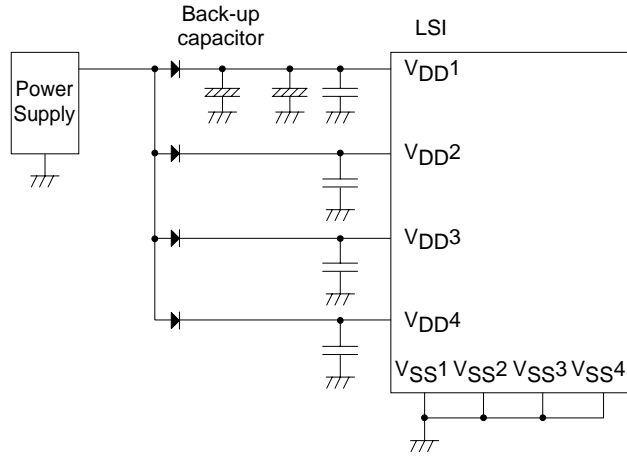 Back-up
capacitor
LSI
Power
Supply
VDD1
VDD2
VDD3
VDD4
VSS1 VSS2 VSS3 VSS4